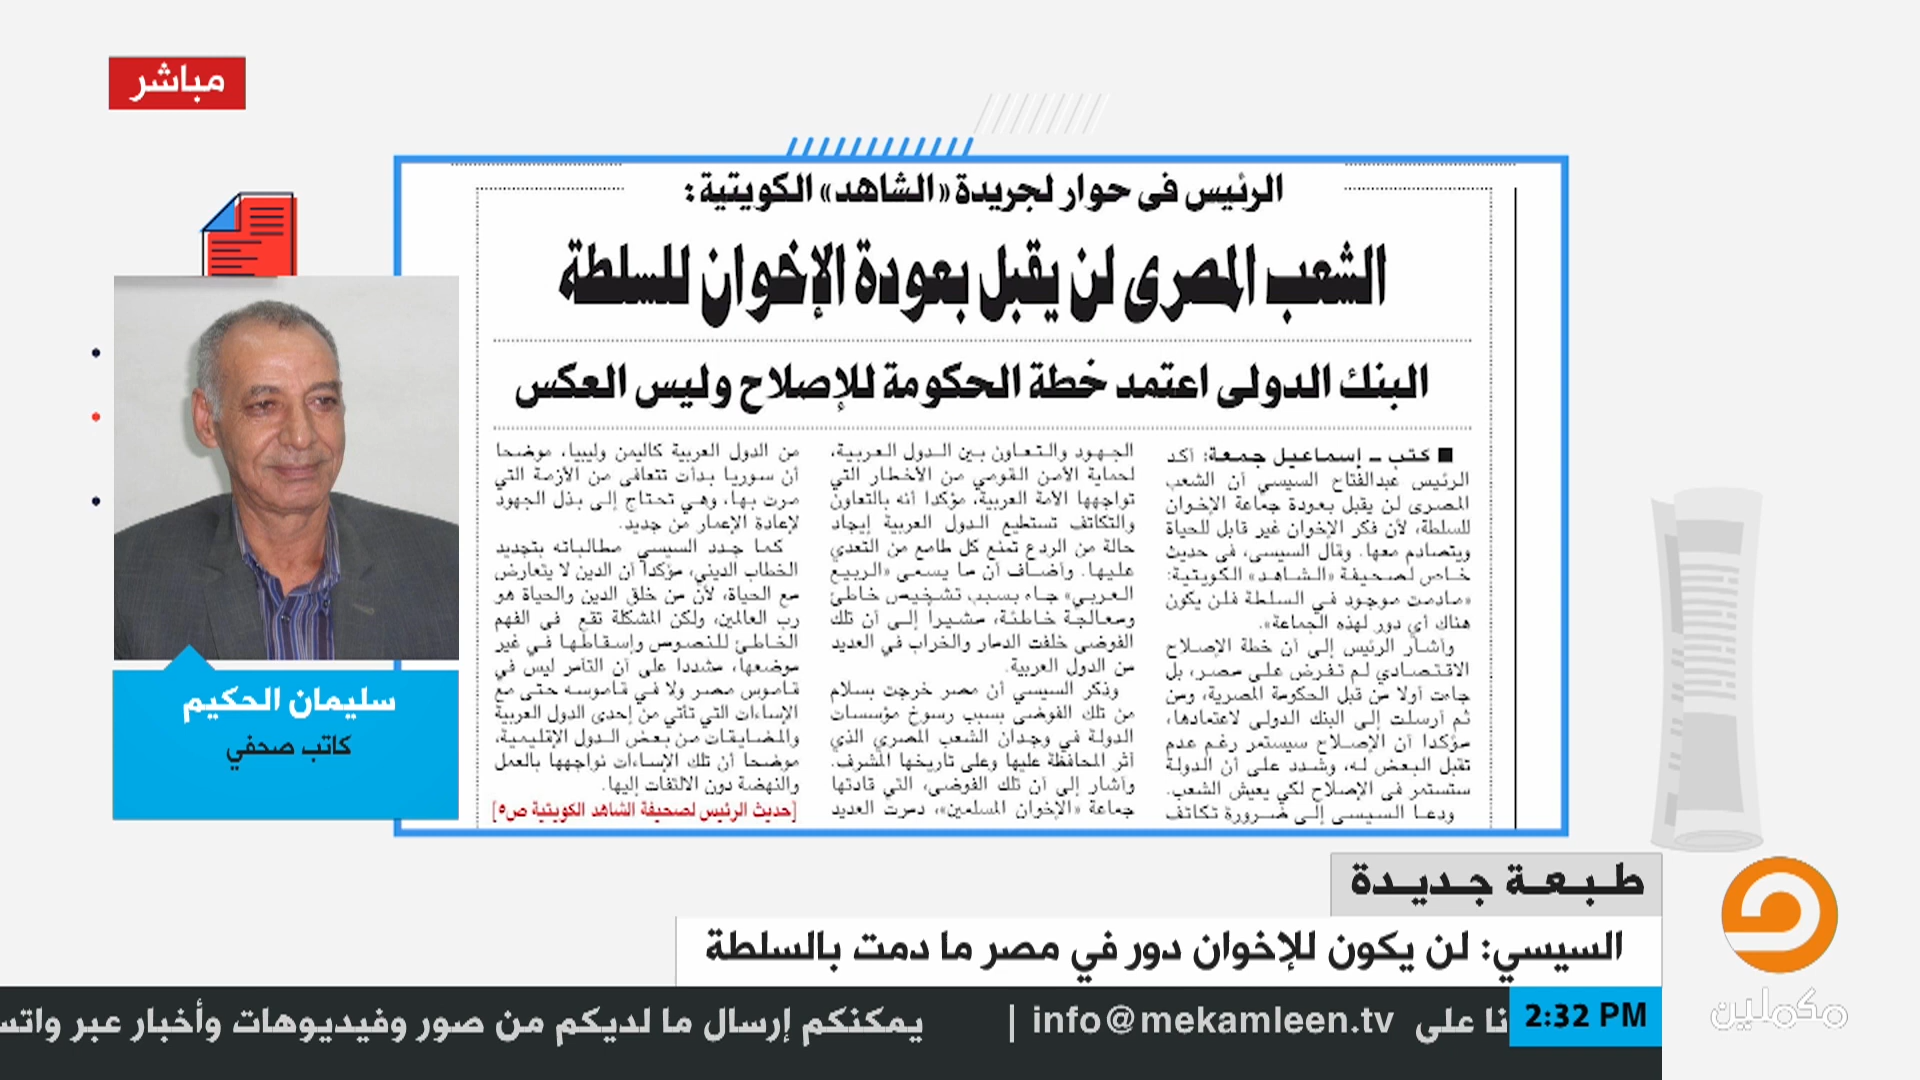 مباشر
الرئيس فى حوار لجريدة «الشاهد» الكويتية:
الشعب المصرى لن يقبل بعودة الإخوان للسلطة
البنك الدولى اعتمد خطة الحكومة للإصلاح وليس العكس
■ كتب ــ إسماعيل جمعة: أكد
الرئيس عبدالفتاح السيسي أن الشعب
المصرى لن يقبل بعودة جماعة الإخوان
للسلطة، لأن فكر الإخوان غير قابل للحياة
ويتصادم معها. وقال السيسى، فى حديث
خاص لصحيفة «الشاهد» الكويتية:
«مادمت موجود في السلطة فلن يكون
هناك أي دور لهذه الجماعة».
وأشار الرئيس إلى أن خطة الإصلاح
الاقتصادي لم تفرض على مصر، بل
جاءت أولا من قبل الحكومة المصرية، ومن
ثم أرسلت إلى البنك الدولى لاعتمادها،
مؤكدا أن الإصلاح سيستمر رغم عدم
تقبل البعض له، وشدد على أن الدولة
ستستمر فى الإصلاح لكي يعيش الشعب.
ودعا السيسى إلى ضرورة تكاتف
الجهود والتعاون بين الدول العربية،
لحماية الأمن القومي من الأخطار التي
تواجهها الأمة العربية، مؤكدا أنه بالتعاون
والتكاتف تستطيع الدول العربية إيجاد
حالة من الردع تمنع كل طامع من التعدي
عليها. وأضاف أن ما يسمى «الربيع
العربي» جاء بسبب تشخيص خاطئ
ومعالجة خاطئة، مشيرا إلى أن تلك
الفوضى خلفت الدمار والخراب في العديد
من الدول العربية.
وذكر السيسي أن مصر خرجت بسلام
من تلك الفوضى بسبب رسوخ مؤسسات
الدولة في وجدان الشعب المصري الذي
آثر المحافظة عليها وعلى تاريخها المشرف.
وأشار إلى أن تلك الفوضى، التي قادتها
جماعة «الإخوان المسلمين»، دمرت العديد
من الدول العربية كاليمن وليبيا، موضحا
أن سوريا بدأت تتعافى من الأزمة التي
مرت بها، وهي تحتاج إلى بذل الجهود
لإعادة الإعمار من جديد.
كما جدد السيسي مطالباته بتجديد
الخطاب الديني، مؤكدا أن الدين لا يتعارض
مع الحياة، لأن من خلق الدين والحياة هو
رب العالمين، ولكن المشكلة تقع في الفهم
الخاطئ للنصوص وإسقاطها في غير
موضعها، مشددا على أن التآمر ليس في
قاموس مصر ولا في قاموسه حتى مع
الإساءات التي تأتي من إحدى الدول العربية
والمضايقات من بعض الدول الإقليمية،
موضحا أن تلك الإساءات نواجهها بالعمل
والنهضة دون الالتفات إليها.
[حديث الرئيس لصحيفة الشاهد الكويتية ص٥]
سليمان الحكيم
كاتب صحفي
طبعة جديدة
السيسي: لن يكون للإخوان دور في مصر ما دمت بالسلطة
2:32 PM
نا على info@mekamleen.tv | يمكنكم إرسال ما لديكم من صور وفيديوهات وأخبار عبر واتس
مكملين